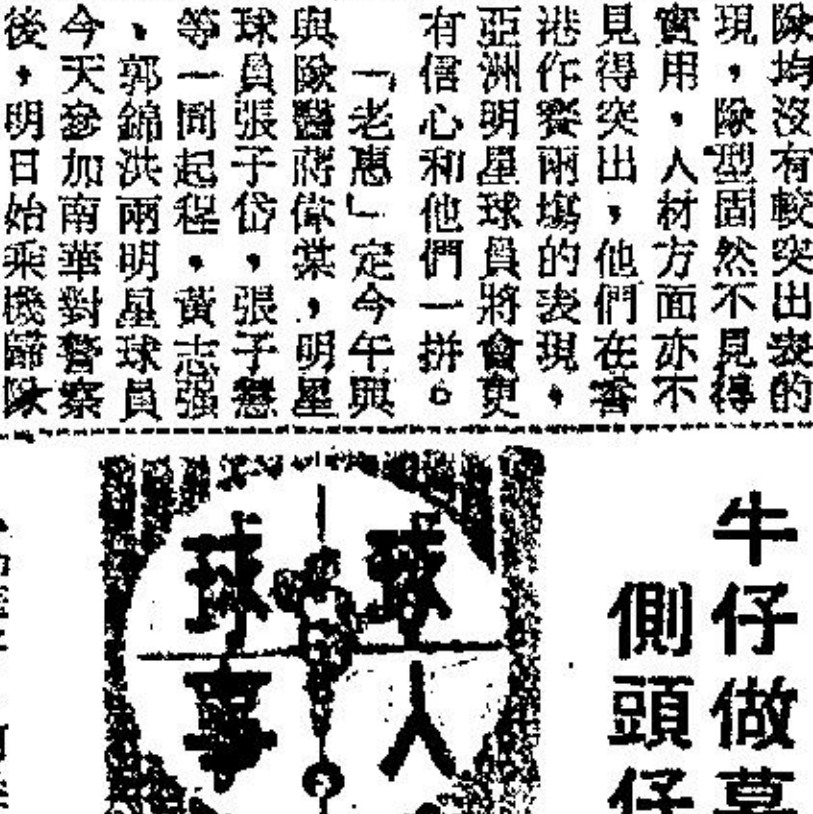 隊均沒有較突出表的
現，隊型固然不見得
實用，人材方面亦不
見得突出，他們在香
港作賽兩塲的表現，
亞洲明星球員將會更
有信心和他們一拼。
「老惠」定今午與
與隊醫蔣偉棠，明星
球員張子岱，張子慧
等一同起程，黃志强
、郭錦洪兩明星球員
今天參加南華對警察
後，明日始乘機歸隊
牛仔做
側頭仔
球人
球事